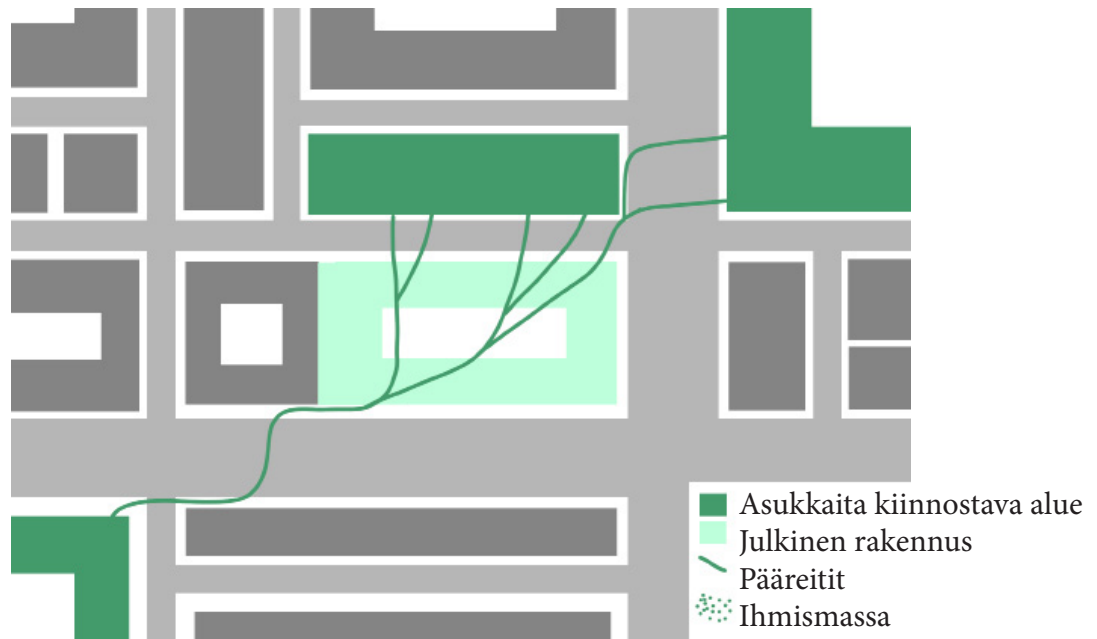 Asukkaita kiinnostava alue
Julkinen rakennus
Pääreitit
Ihmismassa